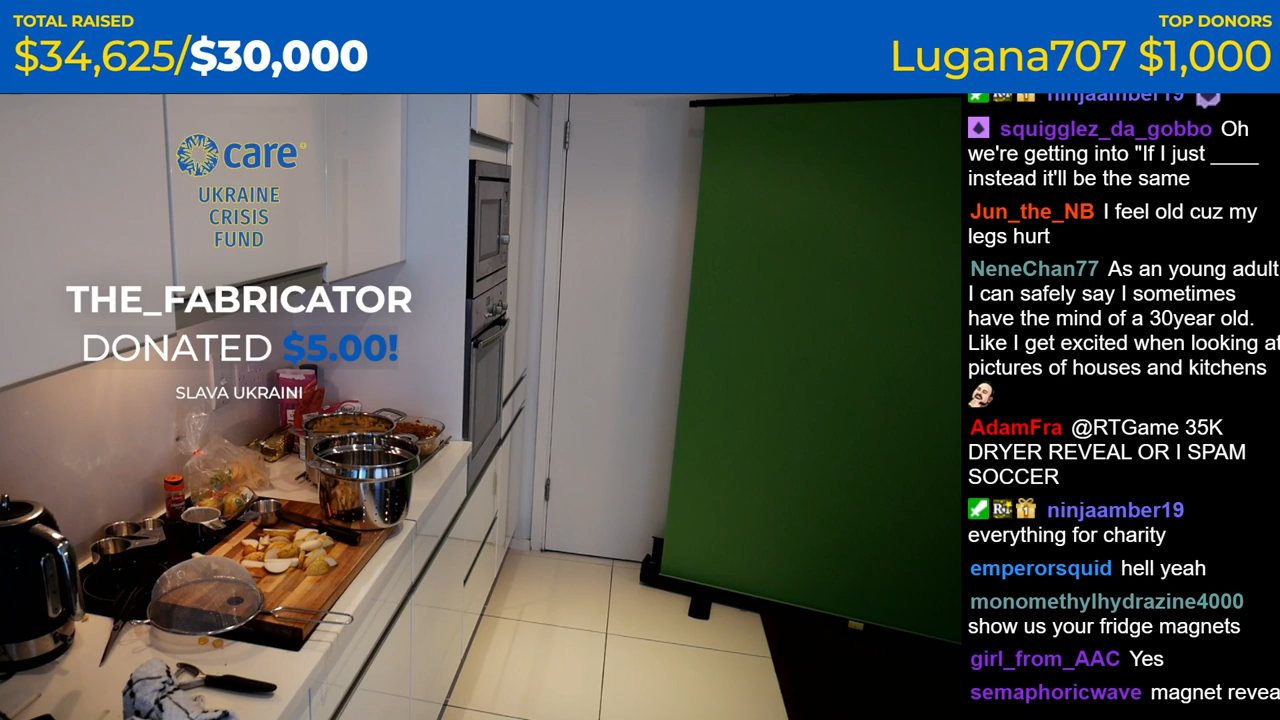 TOTAL RAISED
$34,625/$30,000
TOP DONORS
Lugana707 $1,000
care
UKRAINE
CRISIS
FUND
THE_FABRICATOR
DONATED $5.00!
SLAVA UKRAINI
ninjaamber19
squigglez_da_gobbo Oh
we're getting into "If I just ____
instead it'll be the same
Jun_the_NB I feel old cuz my
legs hurt
NeneChan77 As an young adult
I can safely say I sometimes
have the mind of a 30year old.
Like I get excited when looking at
pictures of houses and kitchens
AdamFra @RTGame 35K
DRYER REVEAL OR I SPAM
SOCCER
ninjaamber19
everything for charity
emperorsquid hell yeah
monomethylhydrazine4000
show us your fridge magnets
girl_from_AAC Yes
semaphoricwave magnet revea